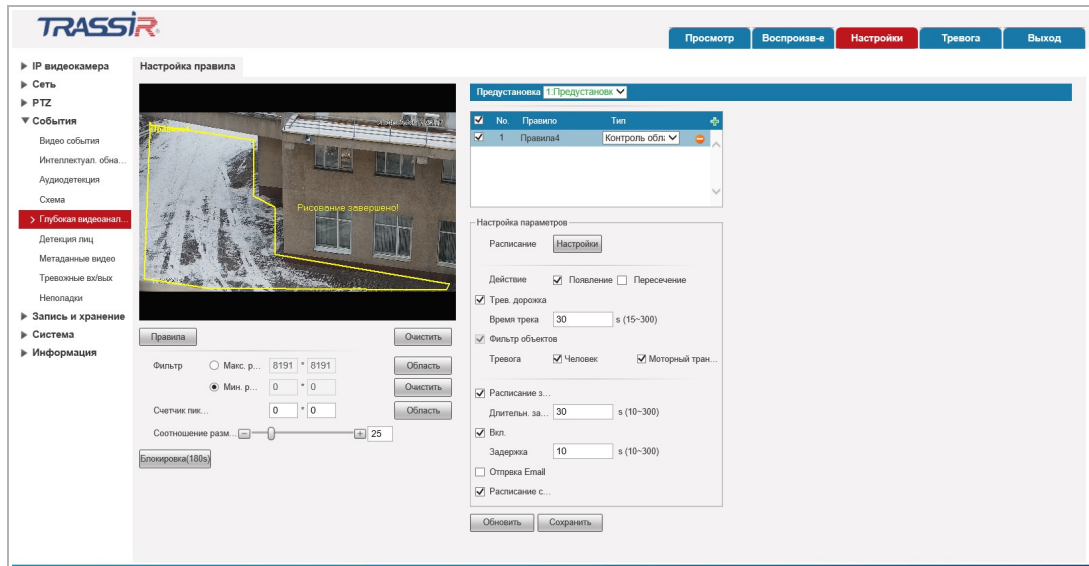 TRASSIR
Просмотр Воспроизв-е Настройки Тревога Выход
IP видеокамера
Сеть
PTZ
События
Видео события
Интеллектуал. обна...
Аудиодетекция
Схема
Глубокая видеоанал...
Детекция лиц
Метаданные видео
Тревожные вх/вых
Неполадки
Запись и хранение
Система
Информация
Настройка правила
Рисование завершено!
Правила Очистить
Фильтр Макс. р... 8191 * 8191 Область
Мин. р... 0 * 0 Очистить
Счетчик пик... 0 * 0 Область
Соотношение разм... 25
Блокировка(180s)
Предустановка 1:Предустановк
No. Правило Тип
1 Правила4 Контроль обла
Настройка параметров
Расписание Настройки
Действие Появление Пересечение
Трев. дорожка
Время трека 30 s (15~300)
Фильтр объектов
Тревога Человек Моторный тран...
Расписание з...
Длительн. за... 30 s (10~300)
Вкл.
Задержка 10 s (10~300)
Отпрвка Email
Расписание с...
Обновить Сохранить